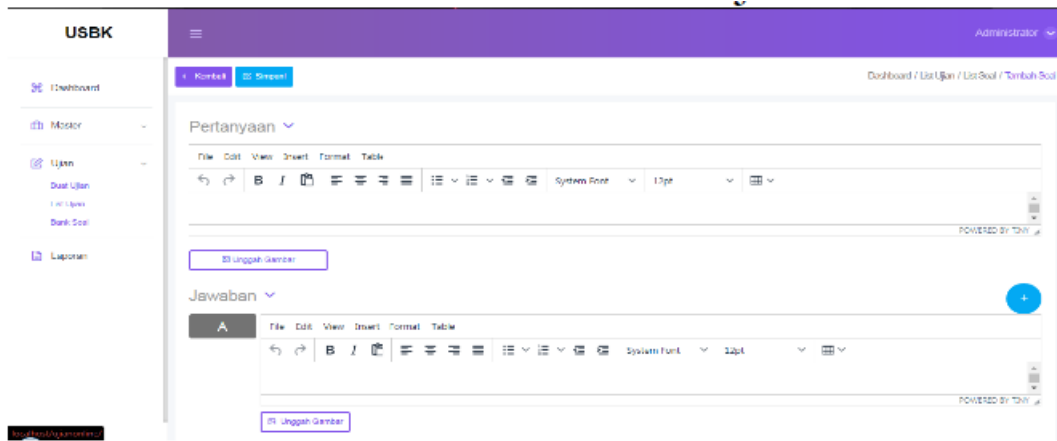 USBK
Administrator
Kembali
Simpan
Dashboard / List Ujian / List Soal / Tambah Soal
Dashboard
Master
Ujian
Buat Ujian
List Ujian
Bank Soal
Laporan
Pertanyaan
File Edit View Insert Format Table
B I System Font 12pt
POWERED BY TINY
Unggah Gambar
Jawaban
+
A
File Edit View Insert Format Table
B I System Font 12pt
POWERED BY TINY
Unggah Gambar
localhost/ujianonline/